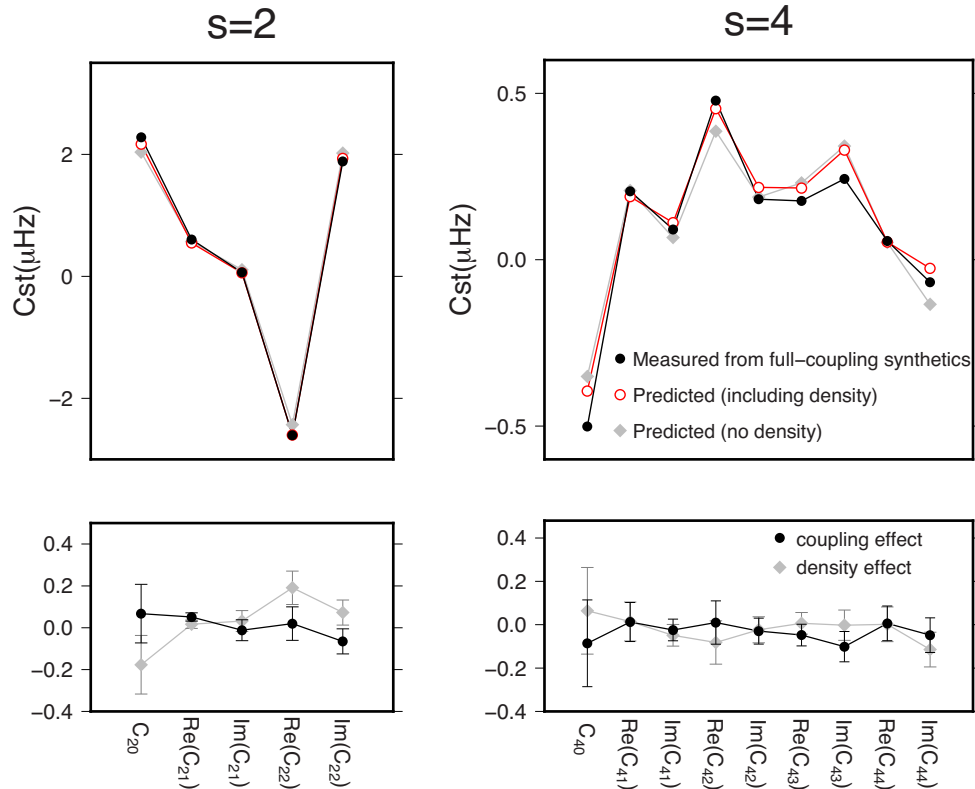 s=2
s=4
Cst(μHz)
2
0
−2
Cst(μHz)
0.5
0.0
−0.5
Measured from full−coupling synthetics
Predicted (including density)
Predicted (no density)
0.4
0.2
0.0
−0.2
−0.4
C20
Re(C21)
Im(C21)
Re(C22)
Im(C22)
0.4
0.2
0.0
−0.2
−0.4
coupling effect
density effect
C40
Re(C41)
Im(C41)
Re(C42)
Im(C42)
Re(C43)
Im(C43)
Re(C44)
Im(C44)